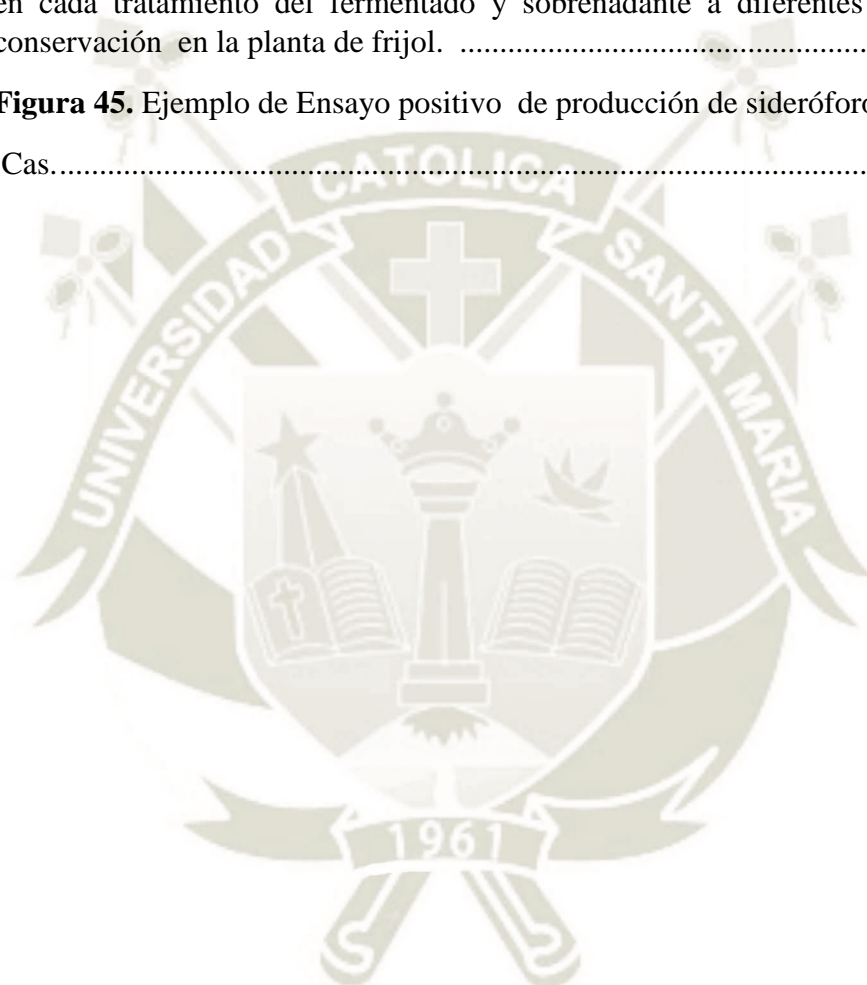 en cada tratamiento del fermentado y sobrenadante a diferentes
conservación en la planta de frijol. ..................................................
Figura 45. Ejemplo de Ensayo positivo de producción de sideróforo
Cas...........................................................................................................
CATOLICA
UNIVERSIDAD
SANTA MARIA
1961
S
S